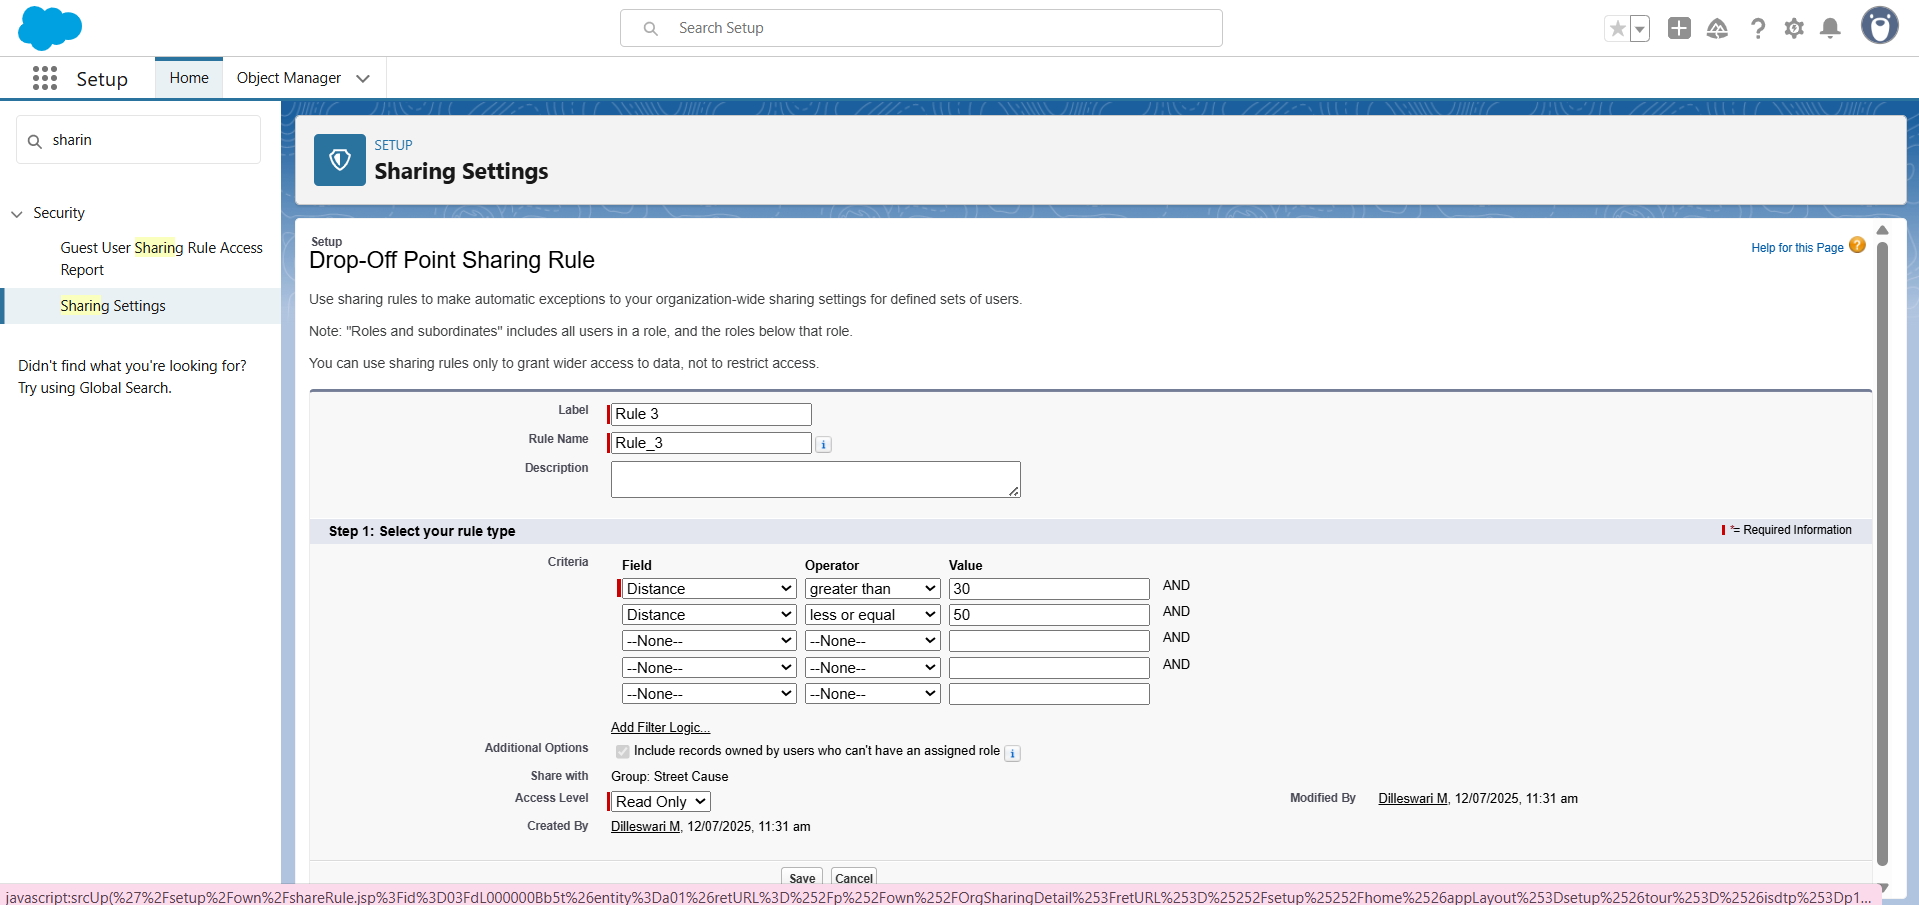 Search Setup
Setup
Home
Object Manager
sharin
Security
Guest User Sharing Rule Access
Report
Sharing Settings
Didn't find what you're looking for?
Try using Global Search.
SETUP
Sharing Settings
Setup
Drop-Off Point Sharing Rule
Help for this Page ?
Use sharing rules to make automatic exceptions to your organization-wide sharing settings for defined sets of users.
Note: "Roles and subordinates" includes all users in a role, and the roles below that role.
You can use sharing rules only to grant wider access to data, not to restrict access.
Label Rule 3
Rule Name Rule_3 i
Description
Step 1: Select your rule type
*= Required Information
Criteria
Field Operator Value
Distance greater than 30 AND
Distance less or equal 50 AND
--None-- --None-- AND
--None-- --None-- AND
--None-- --None--
Add Filter Logic...
Additional Options Include records owned by users who can't have an assigned role i
Share with Group: Street Cause
Access Level Read Only Modified By Dilleswari M, 12/07/2025, 11:31 am
Created By Dilleswari M, 12/07/2025, 11:31 am
Save Cancel
javascript:srcUp(%27%2Fsetup%2Fown%2FshareRule.jsp%3Fid%3D03FdL000000Bb5t%26entity%3Da01%26retURL%3D%252Fp%252Fown%252FOrgSharingDetail%253FretURL%253D%25252Fsetup%25252Fhome%2526appLayout%253Dsetup%2526tour%253D%2526isdtp%253Dp1...